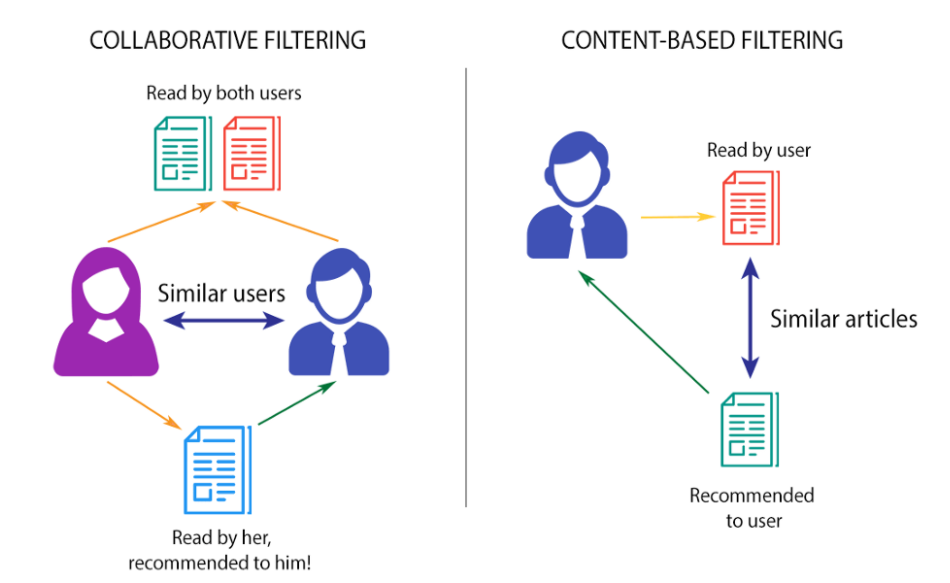 COLLABORATIVE FILTERING
Read by both users
Similar users
Read by her,
recommended to him!
CONTENT-BASED FILTERING
Read by user
Similar articles
Recommended
to user